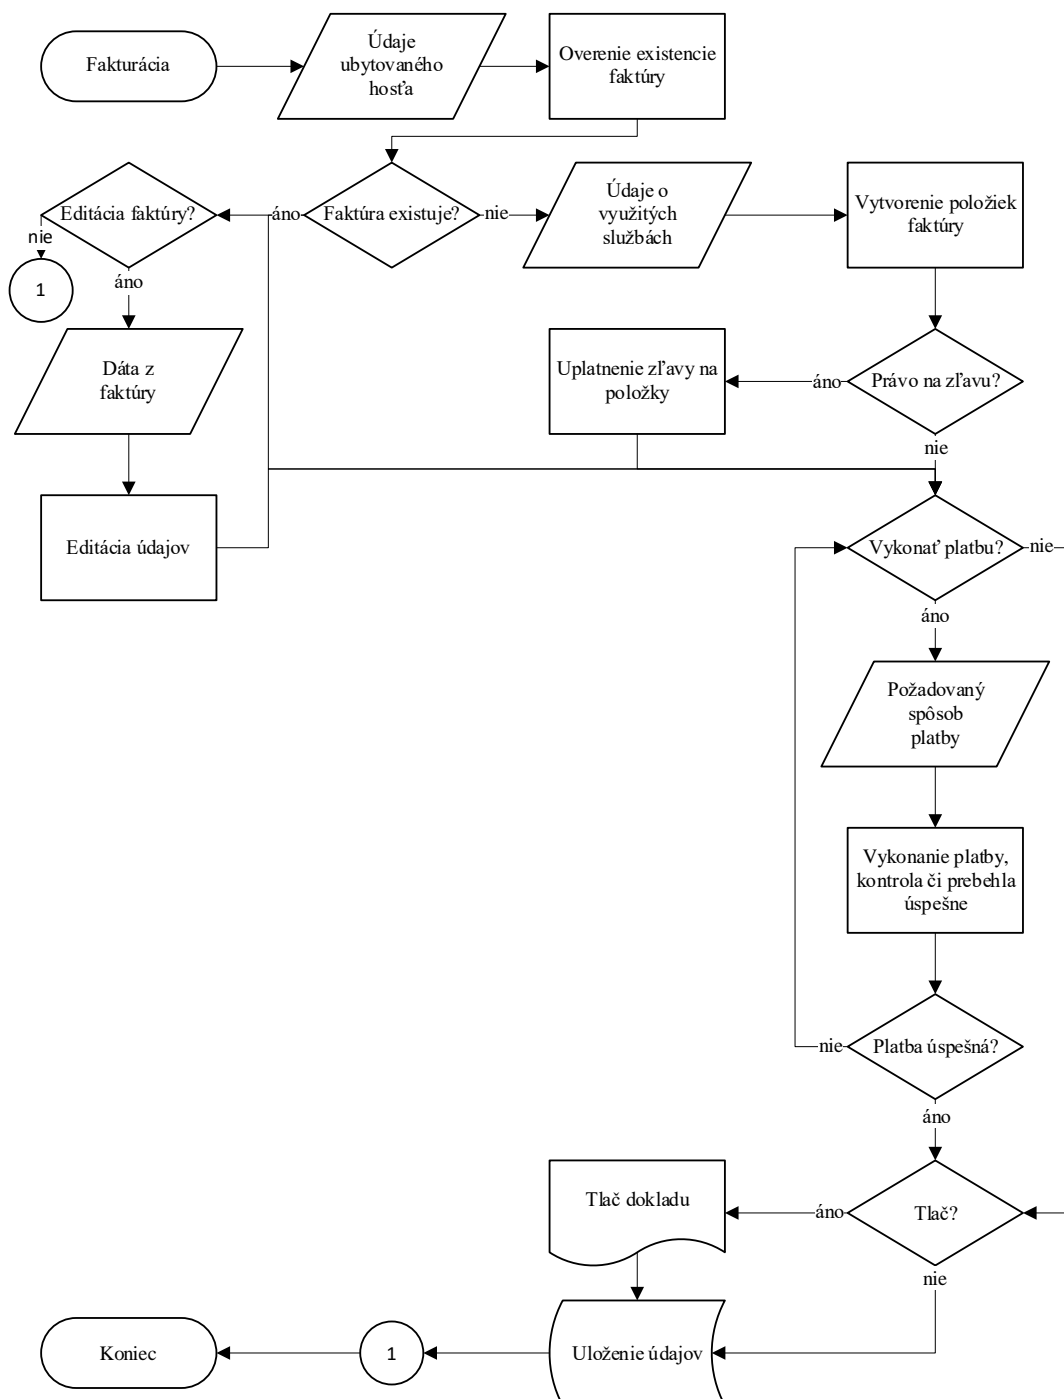 Fakturácia
Údaje
ubytovaného
hosťa
Overenie existencie
faktúry
Editácia faktúry?
áno
Faktúra existuje?
nie
Údaje o
využitých
službách
Vytvorenie položiek
faktúry
nie
1
áno
Dáta z
faktúry
Uplatnenie zľavy na
položky
áno
Právo na zľavu?
nie
Editácia údajov
Vykonať platbu?
nie
áno
Požadovaný
spôsob
platby
Vykonanie platby,
kontrola či prebehla
úspešne
nie
Platba úspešná?
áno
Tlač dokladu
áno
Tlač?
nie
Koniec
1
Uloženie údajov